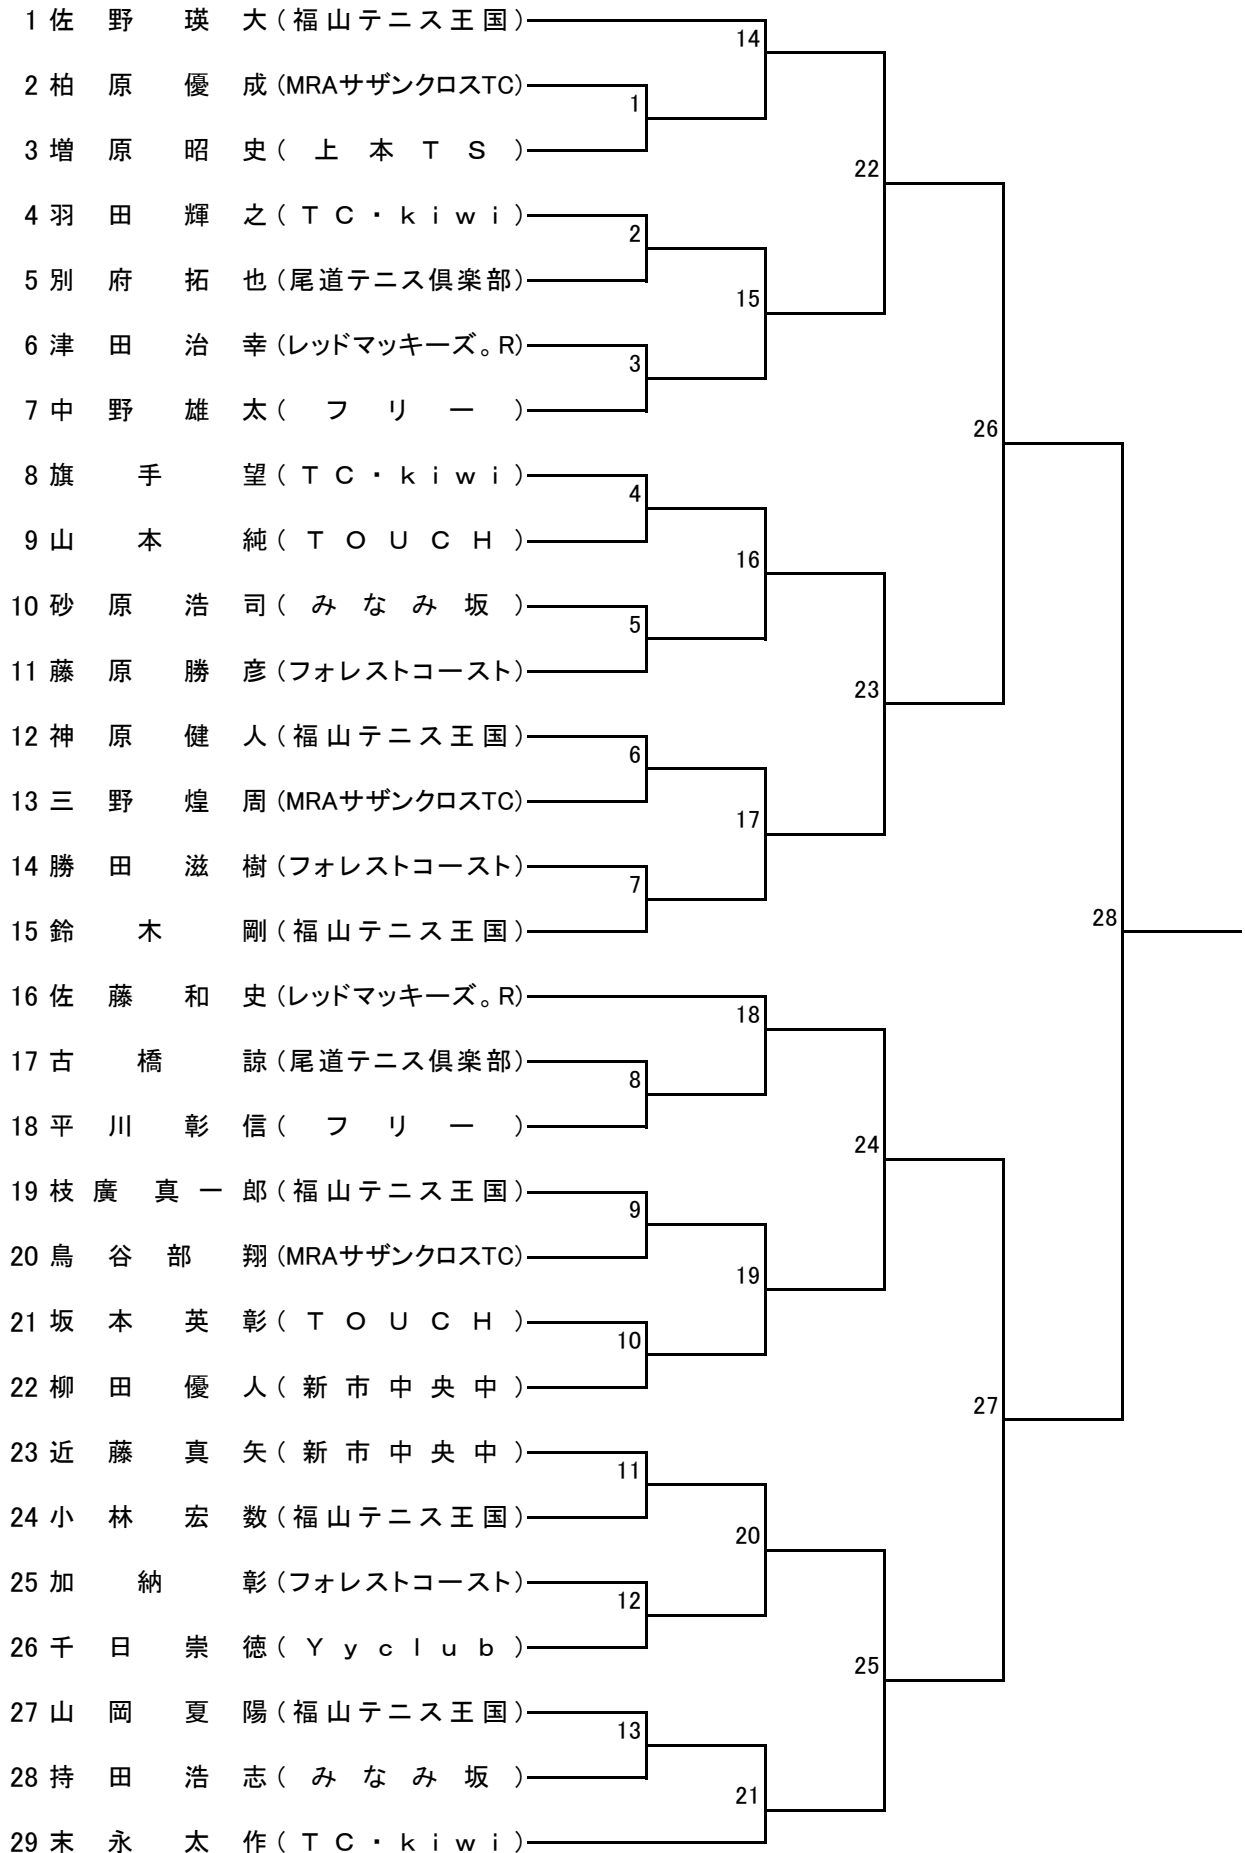 1 佐野瑛大(福山テニス王国)
14
2 柏原優成(MRAサザンクロスTC)
1
3 増原昭史(上本TS)
22
4 羽田輝之(TC・kiwi)
2
5 別府拓也(尾道テニス倶楽部)
15
6 津田治幸(レッドマッキーズ。R)
3
7 中野雄太(フリー)
26
8 旗手望(TC・kiwi)
4
9 山本純(TOUCH)
16
10 砂原浩司(みなみ坂)
5
11 藤原勝彦(フォレストコースト)
23
12 神原健人(福山テニス王国)
6
13 三野煌周(MRAサザンクロスTC)
17
14 勝田滋樹(フォレストコースト)
7
15 鈴木剛(福山テニス王国)
28
16 佐藤和史(レッドマッキーズ。R)
18
17 古橋諒(尾道テニス倶楽部)
8
18 平川彰信(フリー)
24
19 枝廣真一郎(福山テニス王国)
9
20 鳥谷部翔(MRAサザンクロスTC)
19
21 坂本英彰(TOUCH)
10
22 柳田優人(新市中央中)
27
23 近藤真矢(新市中央中)
11
24 小林宏数(福山テニス王国)
20
25 加納彰(フォレストコースト)
12
26 千日崇徳(Yyclub)
25
27 山岡夏陽(福山テニス王国)
13
28 持田浩志(みなみ坂)
21
29 末永太作(TC・kiwi)